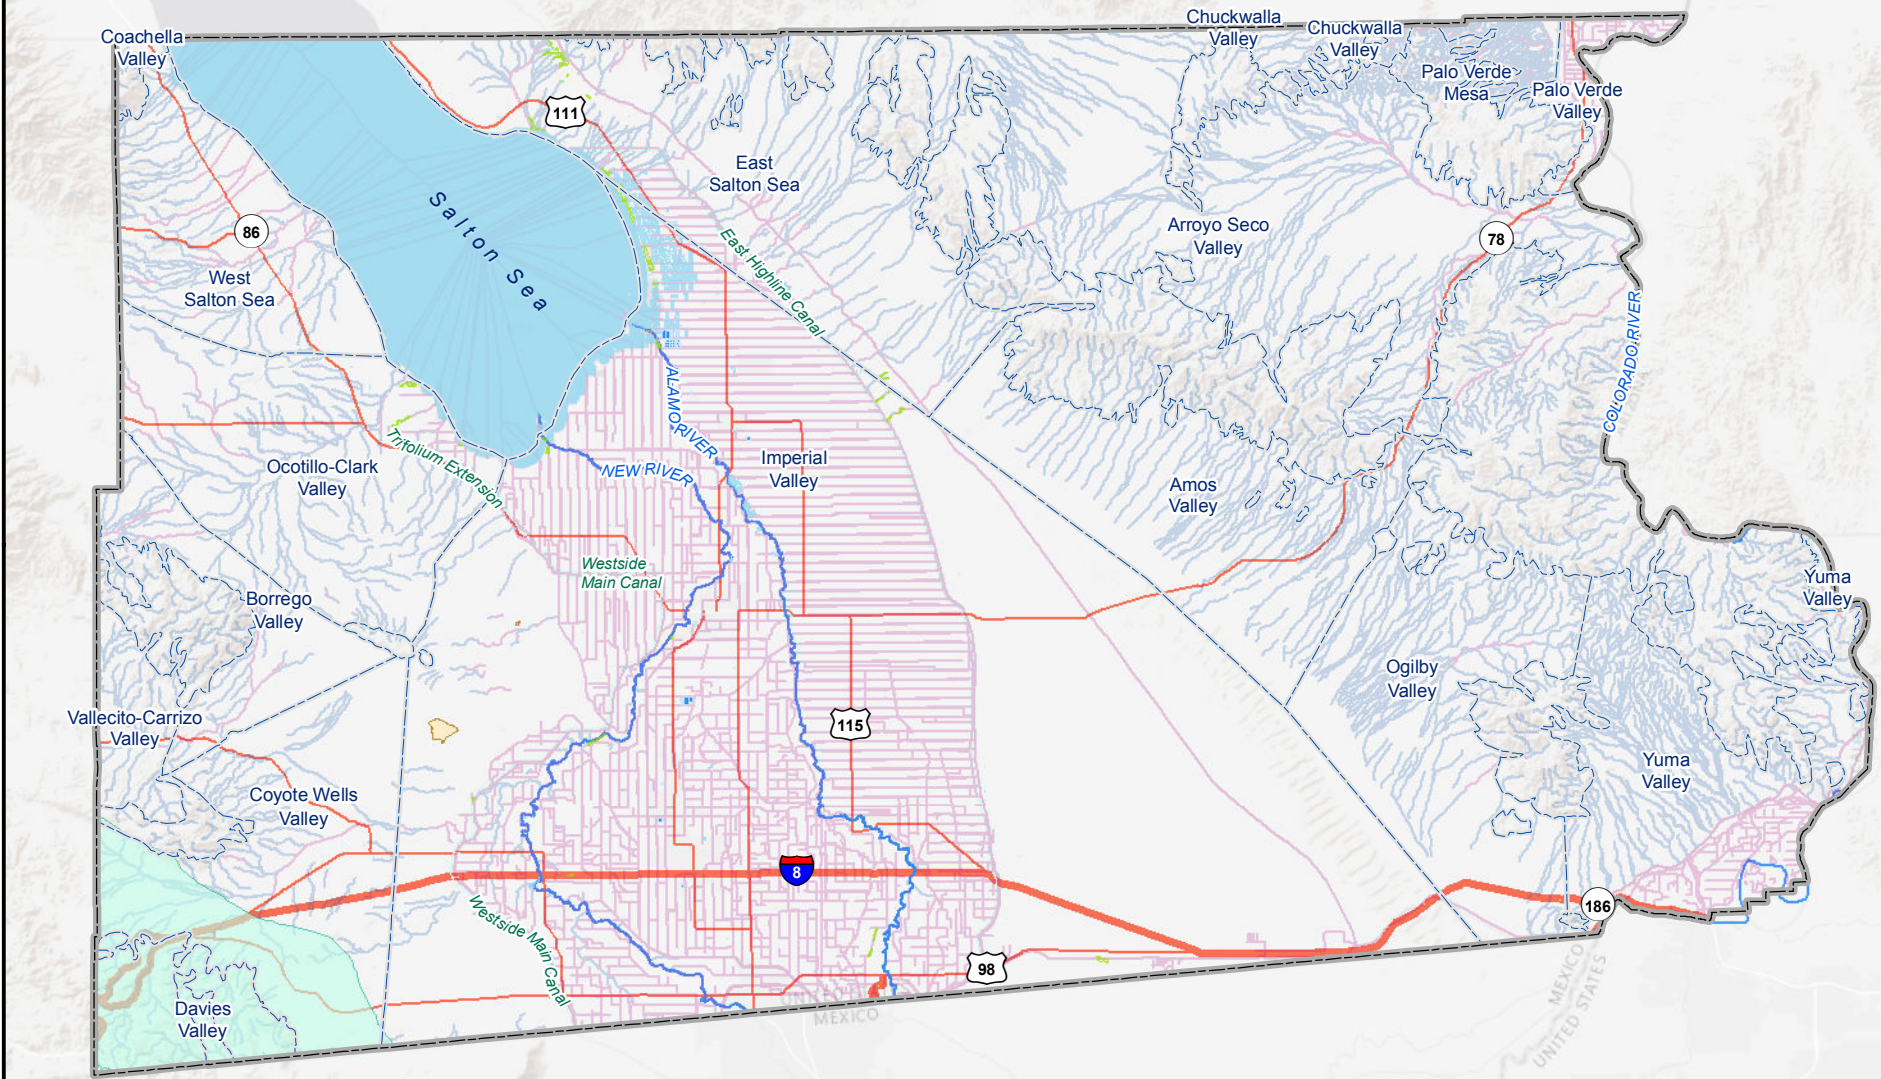 Coachella
Valley
Chuckwalla
Valley
Chuckwalla
Valley
Palo Verde
Mesa
Palo Verde
Valley
111
East
Salton Sea
86
Salton Sea
Arroyo Seco
Valley
78
West
Salton Sea
East Highline Canal
COLORADO RIVER
ALAMO RIVER
Trifolium Extension
Ocotillo-Clark
Valley
NEW RIVER
Imperial
Valley
Amos
Valley
Westside
Main Canal
Borrego
Valley
Yuma
Valley
Ogilby
Valley
Vallecito-Carrizo
Valley
115
Yuma
Valley
Coyote Wells
Valley
8
186
Westside Main Canal
98
Davies
Valley
UNITED STATES
MEXICO
MEXICO
UNITED STATES